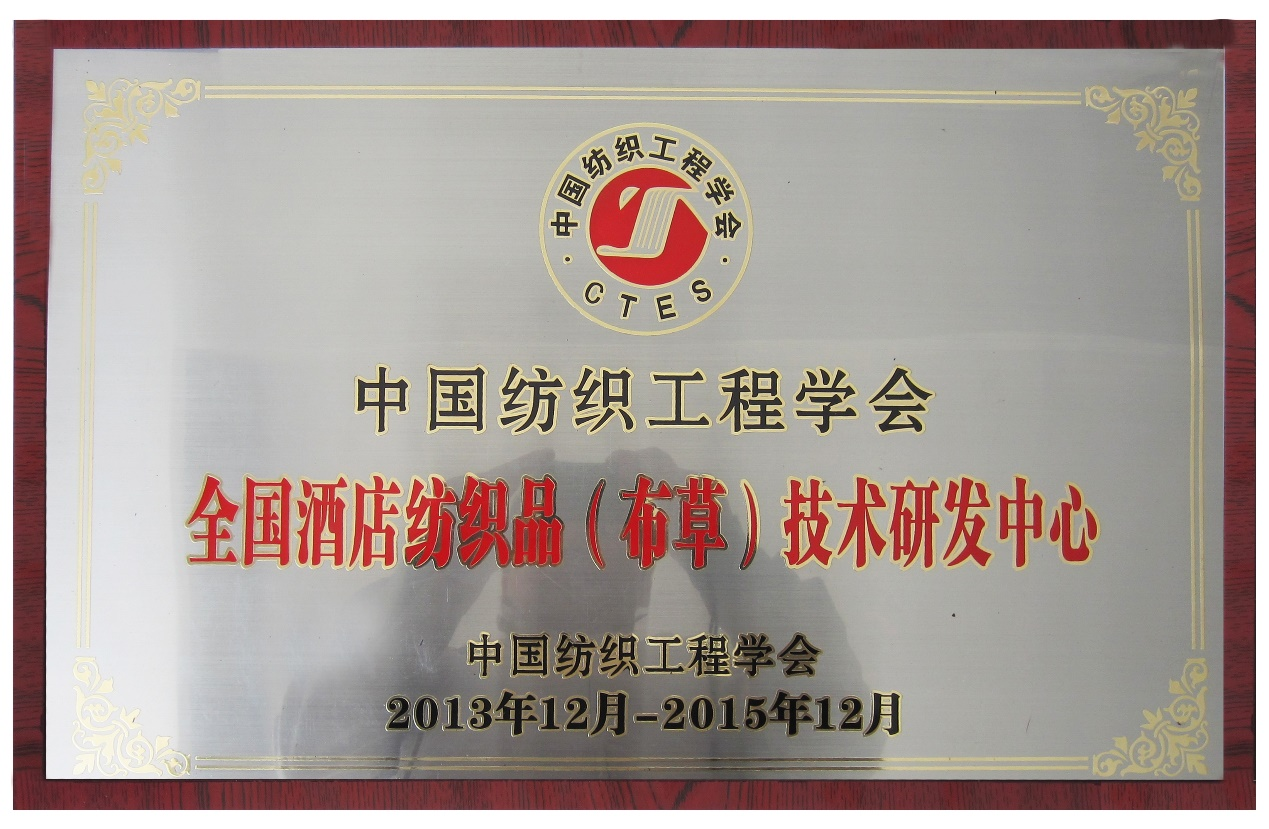 ·中国纺织工程学会·
CTES
中国纺织工程学会
全国酒店纺织品（布草）技术研发中心
中国纺织工程学会
2013年12月-2015年12月